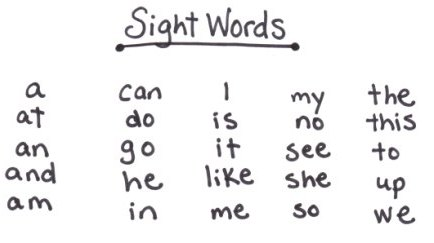 Sight Words
a can I my the
at do is no this
an go it see to
and he like she up
am in me so we